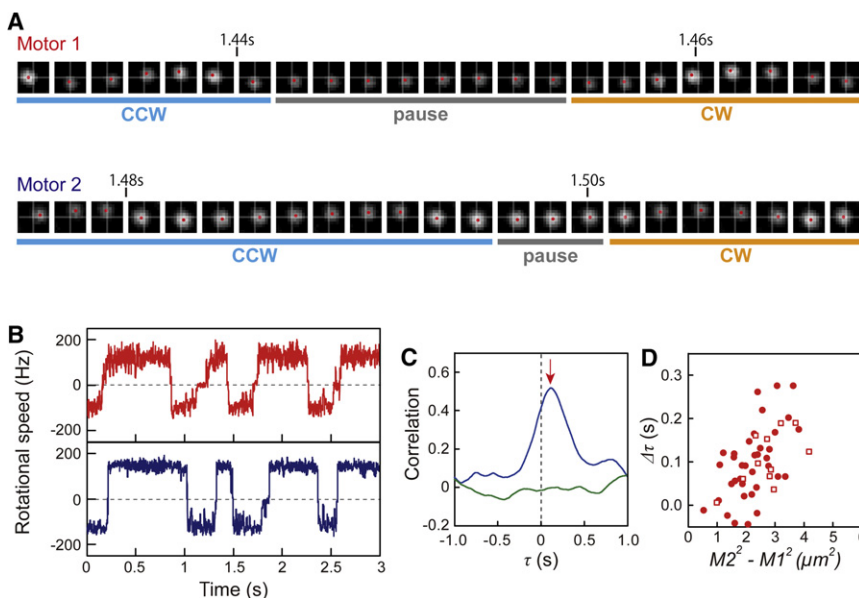 A
Motor 1
1.44s
1.46s
CCW
pause
CW
Motor 2
1.48s
1.50s
CCW
pause
CW
B
Rotational speed (Hz)
200
0
-200
200
0
-200
0
0.5
1
1.5
2
2.5
3
Time (s)
C
Correlation
0.6
0.4
0.2
0
-0.2
-1.0
-0.5
0
0.5
1.0
τ (s)
D
Δτ (s)
0.3
0.2
0.1
0.0
0
1
2
3
4
5
6
M2² - M1² (μm²)